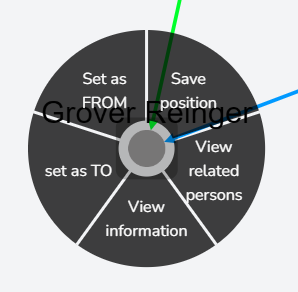 Set as
FROM
Save
position
Grover Reinger
set as TO
View
related
persons
View
information